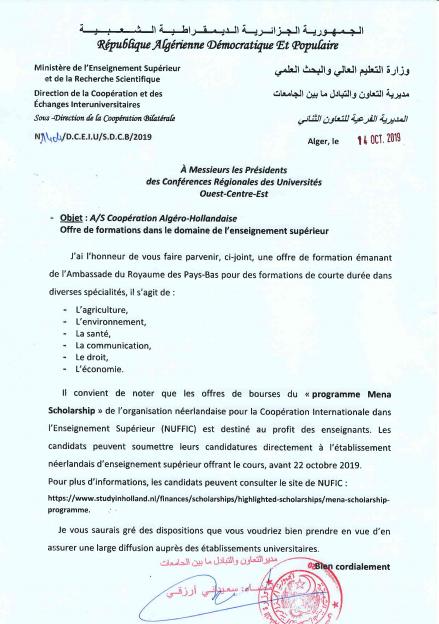 الجمهورية الجزائرية الديمقراطية الشعبية
République Algérienne Démocratique Et Populaire
Ministère de l'Enseignement Supérieur
et de la Recherche Scientifique
وزارة التعليم العالي والبحث العلمي
Direction de la Coopération et des
Échanges Interuniversitaires
مديرية التعاون والتبادل ما بين الجامعات
Sous -Direction de la Coopération Bilatérale
المديرية الفرعية للتعاون الثنائي
/D.C.E.I.U/S.D.C.B/2019
Alger, le 14 OCT. 2019
À Messieurs les Présidents
des Conférences Régionales des Universités
Ouest-Centre-Est
- Objet : A/S Coopération Algéro-Hollandaise
Offre de formations dans le domaine de l'enseignement supérieur
J'ai l'honneur de vous faire parvenir, ci-joint, une offre de formation émanant
de l'Ambassade du Royaume des Pays-Bas pour des formations de courte durée dans
diverses spécialités, il s'agit de :
- L'agriculture,
- L'environnement,
- La santé,
- La communication,
- Le droit,
- L'économie.
Il convient de noter que les offres de bourses du « programme Mena
Scholarship » de l'organisation néerlandaise pour la Coopération Internationale dans
l'Enseignement Supérieur (NUFFIC) est destiné au profit des enseignants. Les
candidats peuvent soumettre leurs candidatures directement à l'établissement
néerlandais d'enseignement supérieur offrant le cours, avant 22 octobre 2019.
Pour plus d'informations, les candidats peuvent consulter le site de NUFIC :
https://www.studyinholland.nl/finances/scholarships/highlighted-scholarships/mena-scholarship-
programme.
Je vous saurais gré des dispositions que vous voudriez bien prendre en vue d'en
assurer une large diffusion auprès des établissements universitaires.
Bien cordialement
مدير التعاون والتبادل ما بين الجامعات
سعيداني أرزقي